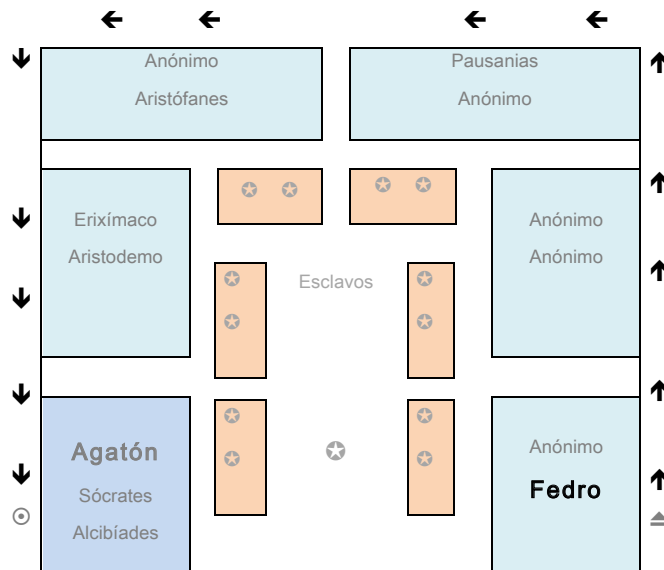 Anónimo
Aristófanes
Pausanias
Anónimo
Erixímaco
Aristodemo
Anónimo
Anónimo
Esclavos
Agatón
Sócrates
Alcibíades
Anónimo
Fedro